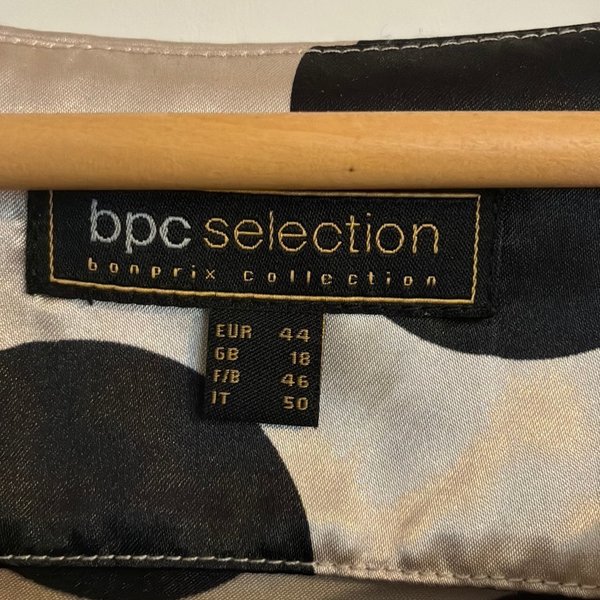 bpc selection
bonprix collection
EUR 44
GB 18
F/B 46
IT 50